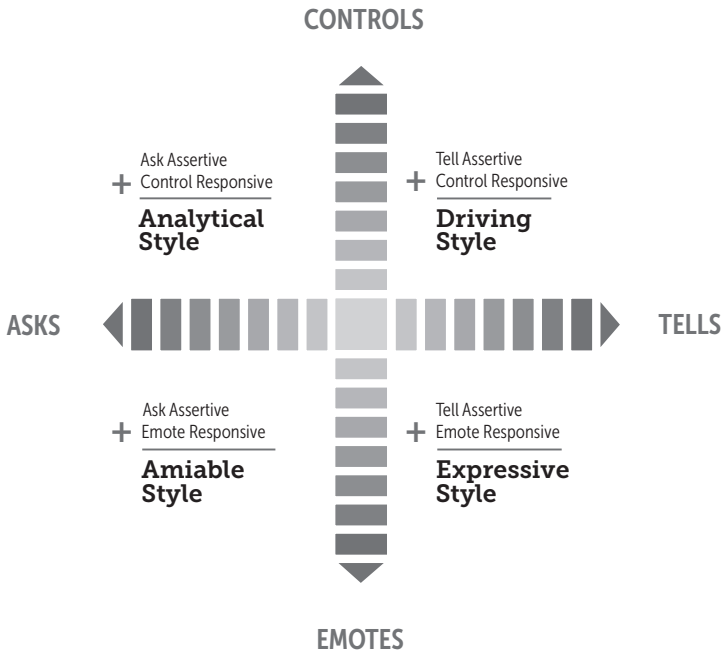 CONTROLS
Ask Assertive
+ Control Responsive
Analytical
Style
Tell Assertive
+ Control Responsive
Driving
Style
ASKS
TELLS
Ask Assertive
+ Emote Responsive
Amiable
Style
Tell Assertive
+ Emote Responsive
Expressive
Style
EMOTES